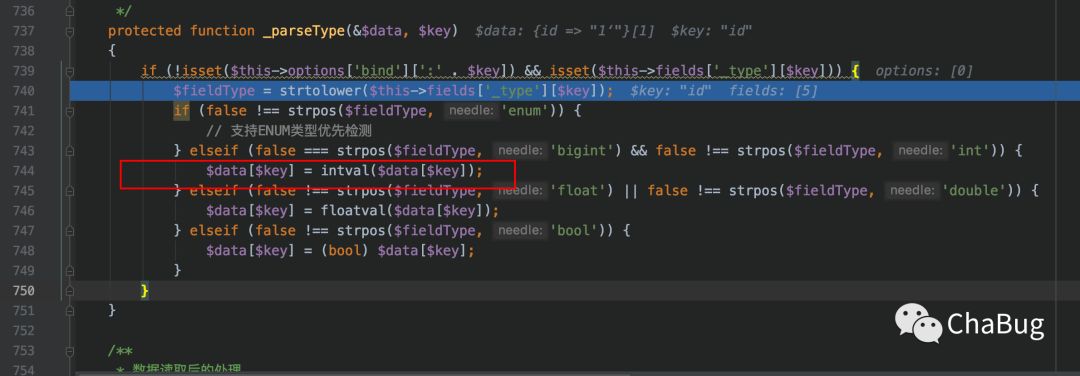 736 */
737 protected function _parseType(&$data, $key) $data: {id => "1'"}[1] $key: "id"
738 {
739 if (!isset($this->options['bind'][':' . $key]) && isset($this->fields['_type'][$key])) { options: [0]
740 $fieldType = strtolower($this->fields['_type'][$key]); $key: "id" fields: [5]
741 if (false !== strpos($fieldType, needle: 'enum')) {
742 // 支持ENUM类型优先检测
743 } elseif (false === strpos($fieldType, needle: 'bigint') && false !== strpos($fieldType, needle: 'int')) {
744 $data[$key] = intval($data[$key]);
745 } elseif (false !== strpos($fieldType, needle: 'float') || false !== strpos($fieldType, needle: 'double')) {
746 $data[$key] = floatval($data[$key]);
747 } elseif (false !== strpos($fieldType, needle: 'bool')) {
748 $data[$key] = (bool) $data[$key];
749 }
750 }
751 }
752
753 /**
754 * 数据读取后的处理
ChaBug